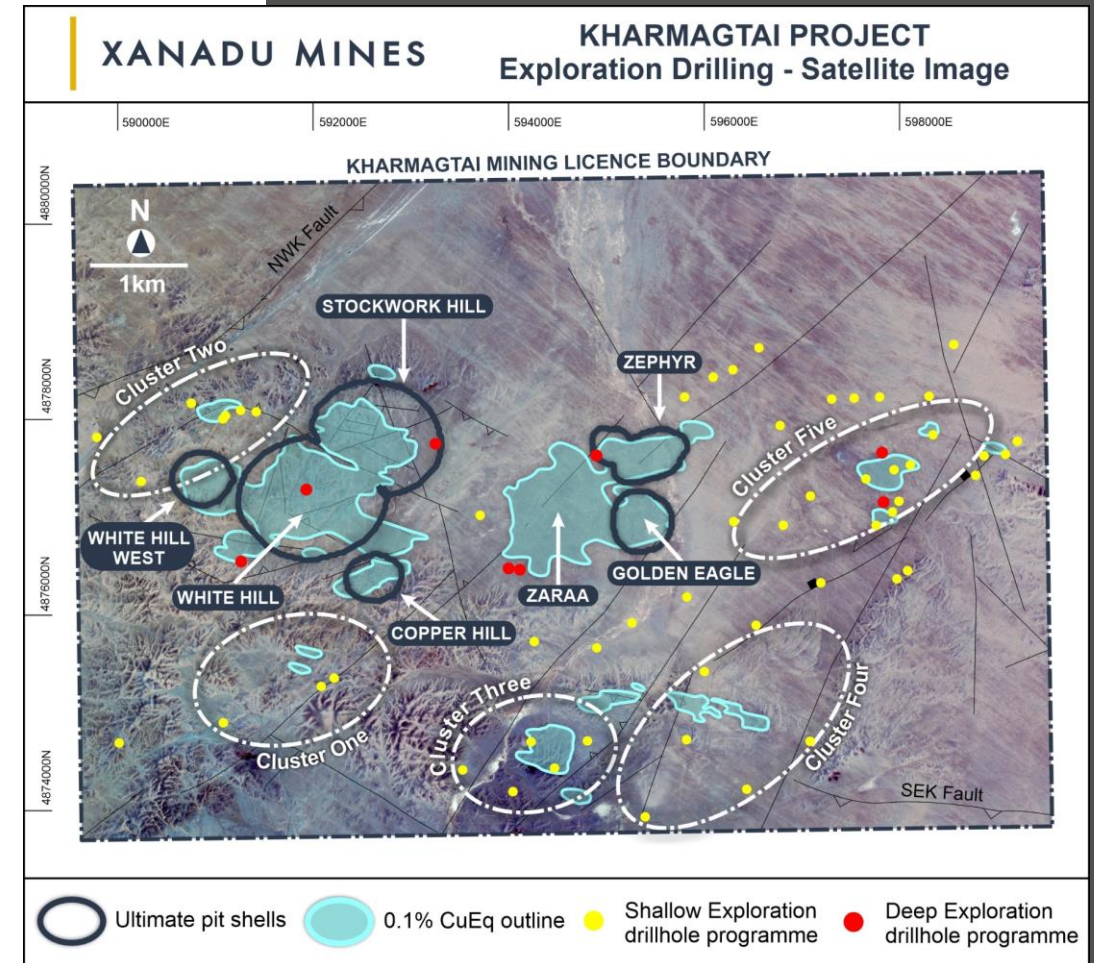 XANADU MINES
KHARMAGTAI PROJECT
Exploration Drilling - Satellite Image
590000E
592000E
594000E
596000E
598000E
KHARMAGTAI MINING LICENCE BOUNDARY
4880000N
4878000N
4876000N
4874000N
N
1km
NWK Fault
STOCKWORK HILL
ZEPHYR
Cluster Two
Cluster Five
WHITE HILL
WEST
WHITE HILL
COPPER HILL
ZARAA
GOLDEN EAGLE
Cluster One
Cluster Three
Cluster Four
SEK Fault
Ultimate pit shells
0.1% CuEq outline
Shallow Exploration
drillhole programme
Deep Exploration
drillhole programme